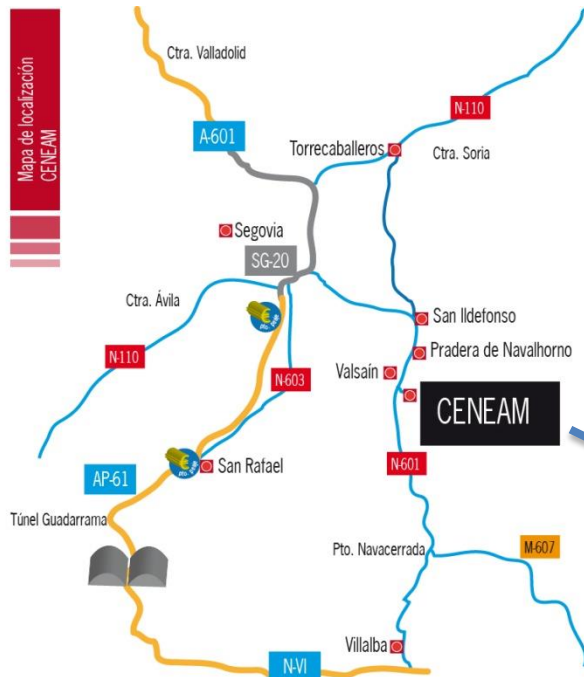 Mapa de localización
CENEAM
Ctra. Valladolid
A-601
N-110
Torrecaballeros
Ctra. Soria
Segovia
SG-20
Ctra. Ávila
San Ildefonso
Pradera de Navalhorno
Valsaín
N-110
N-603
CENEAM
N-601
San Rafael
AP-61
Túnel Guadarrama
Pto. Navacerrada
M-607
Villalba
N-VI